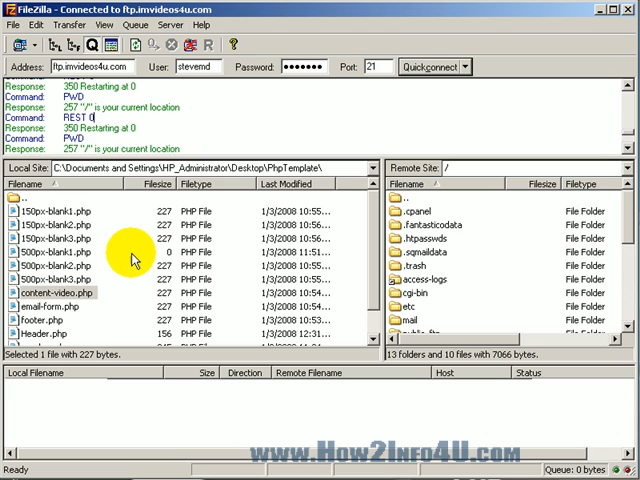 FileZilla - Connected to ftp.imvideos4u.com
File Edit Transfer View Queue Server Help
Address: ftp.imvideos4u.com User: stevemd Password: ●●●●●●● Port: 21 Quickconnect
Response: 350 Restarting at 0
Command: PWD
Response: 257 "/" is your current location
Command: REST 0
Response: 350 Restarting at 0
Command: PWD
Response: 257 "/" is your current location
Local Site: C:\Documents and Settings\HP_Administrator\Desktop\PhpTemplate\
Filename Filesize Filetype Last Modified
..
150px-blank1.php 227 PHP File 1/3/2008 10:55...
150px-blank2.php 227 PHP File 1/3/2008 10:56...
150px-blank3.php 227 PHP File 1/3/2008 10:56...
500px-blank1.php 0 PHP File 1/3/2008 11:51...
500px-blank2.php 227 PHP File 1/3/2008 10:55...
500px-blank3.php 227 PHP File 1/3/2008 10:55...
content-video.php 227 PHP File 1/3/2008 10:54...
email-form.php 227 PHP File 1/3/2008 10:54...
footer.php 227 PHP File 1/3/2008 10:54...
Header.php 156 PHP File 1/3/2008 12:31...
Selected 1 file with 227 bytes.
Remote Site: /
Filename Filesize Filetype
..
.cpanel File Folder
.fantasticodata File Folder
.htpasswds File Folder
.sqmaildata File Folder
.trash File Folder
access-logs File Folder
cgi-bin File Folder
etc File Folder
mail File Folder
public_ftp File Folder
13 folders and 10 files with 7066 bytes.
Local Filename Size Direction Remote Filename Host Status
www.How2Info4U.com
Ready Queue: 0 bytes